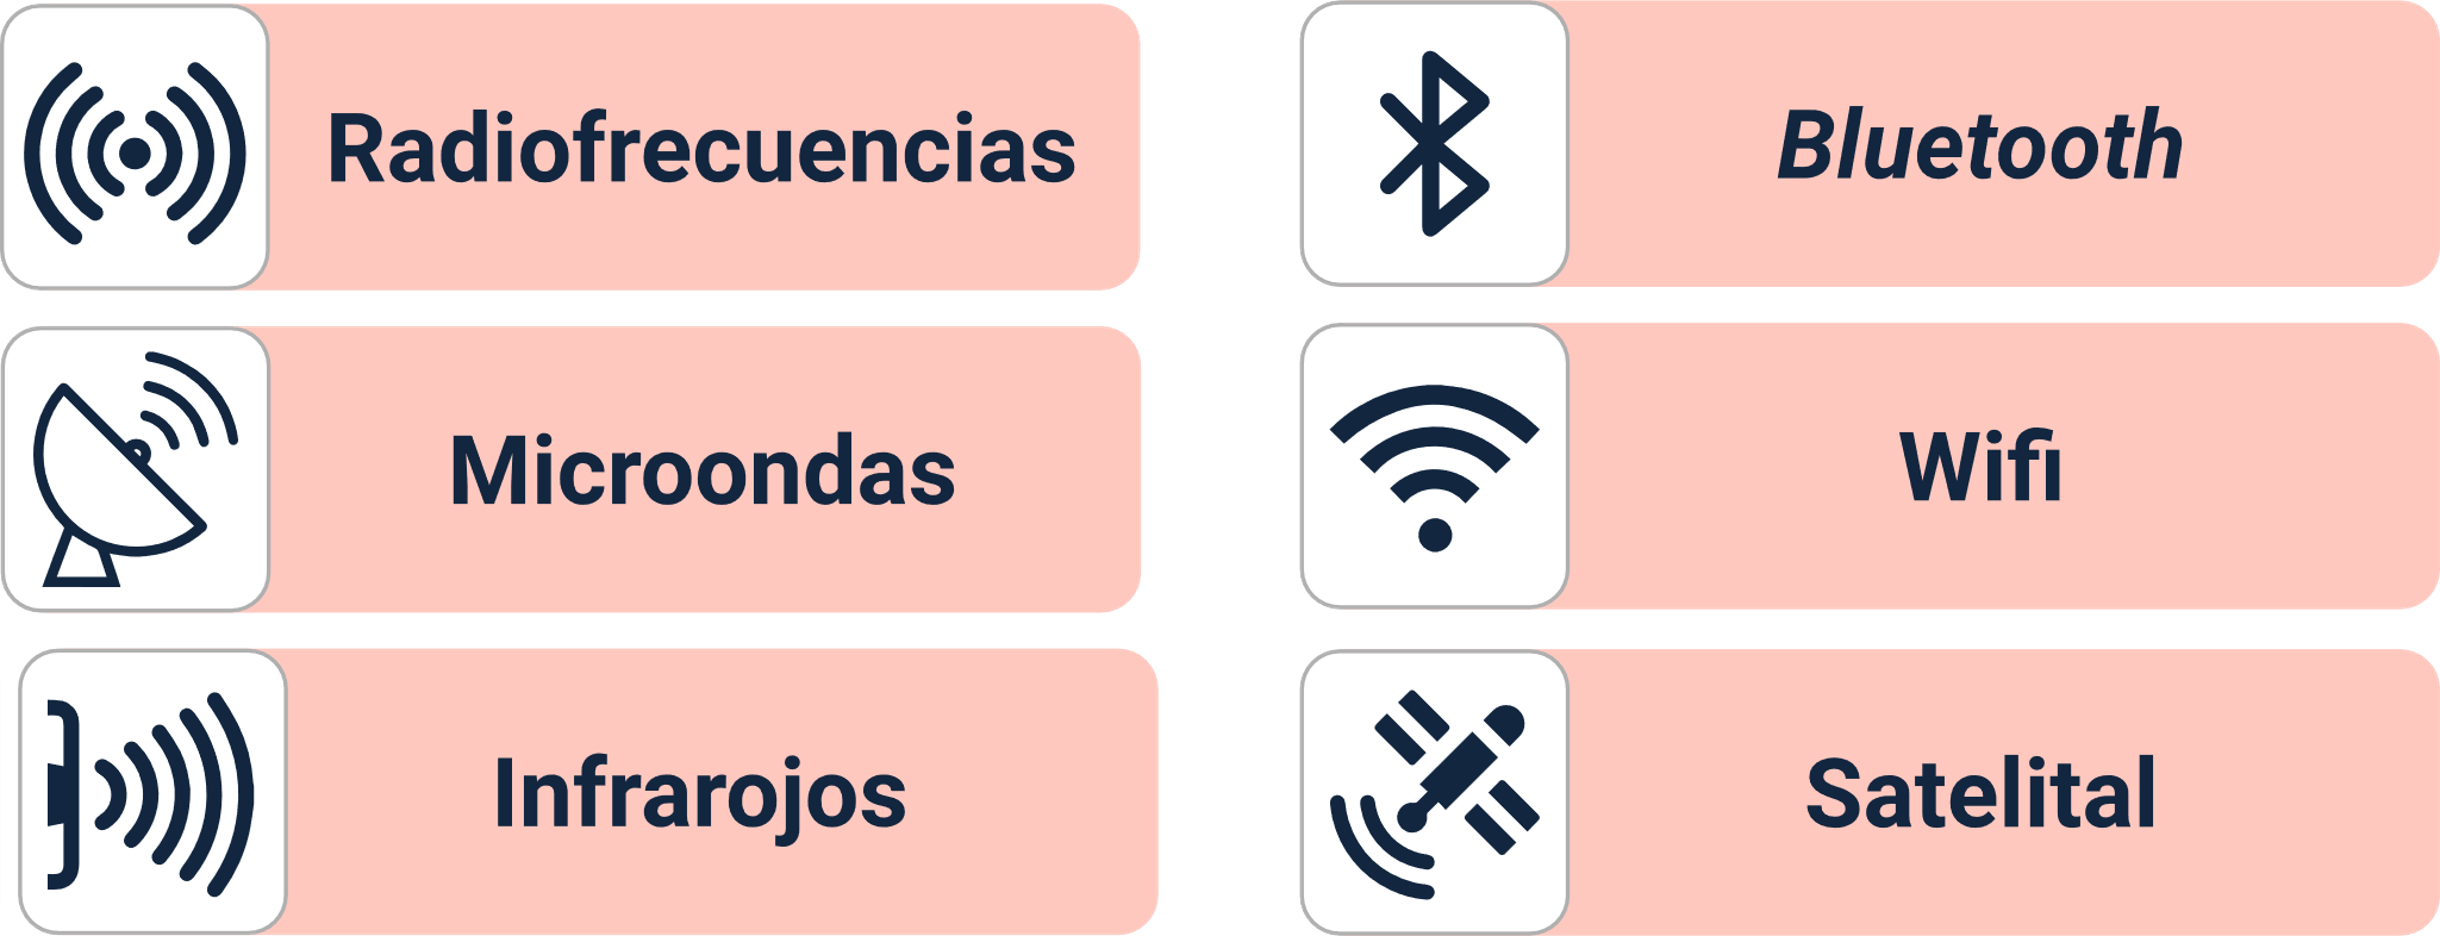 Radiofrecuencias
Bluetooth
Microondas
Wifi
Infrarojos
Satelital